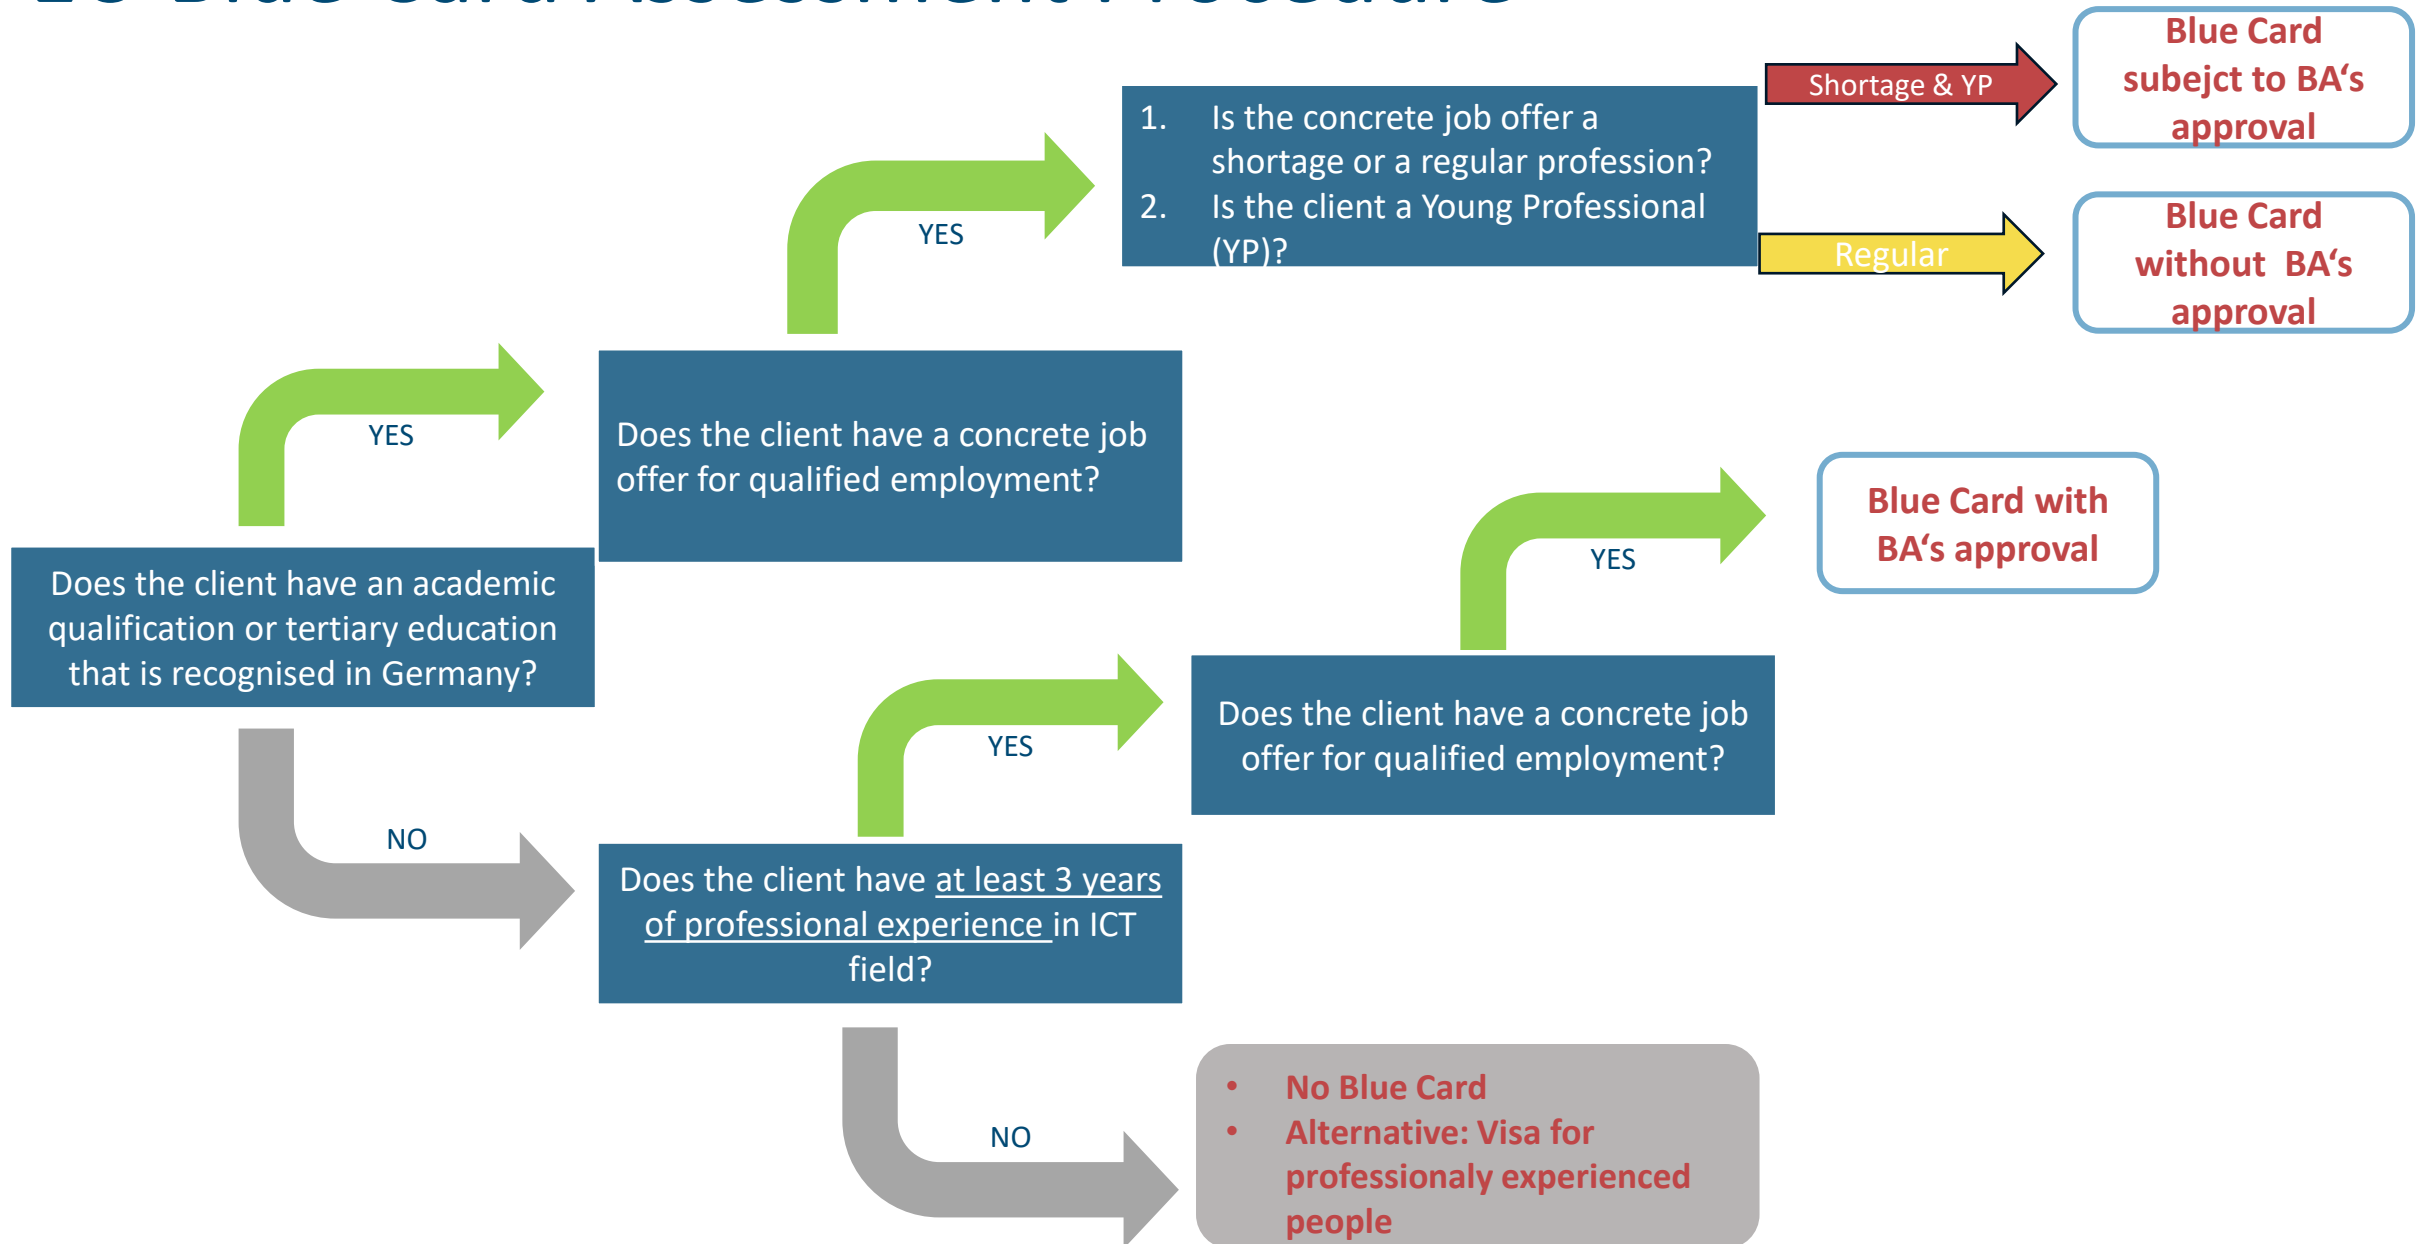 Blue Card Assessment Procedure
Shortage & YP
Blue Card
subejct to BA‘s
approval
1. Is the concrete job offer a
shortage or a regular profession?
2. Is the client a Young Professional
(YP)?
Regular
Blue Card
without BA‘s
approval
YES
Does the client have a concrete job
offer for qualified employment?
YES
Does the client have an academic
qualification or tertiary education
that is recognised in Germany?
Blue Card with
BA‘s approval
YES
Does the client have a concrete job
offer for qualified employment?
YES
NO
Does the client have at least 3 years
of professional experience in ICT
field?
NO
• No Blue Card
• Alternative: Visa for
professionaly experienced
people